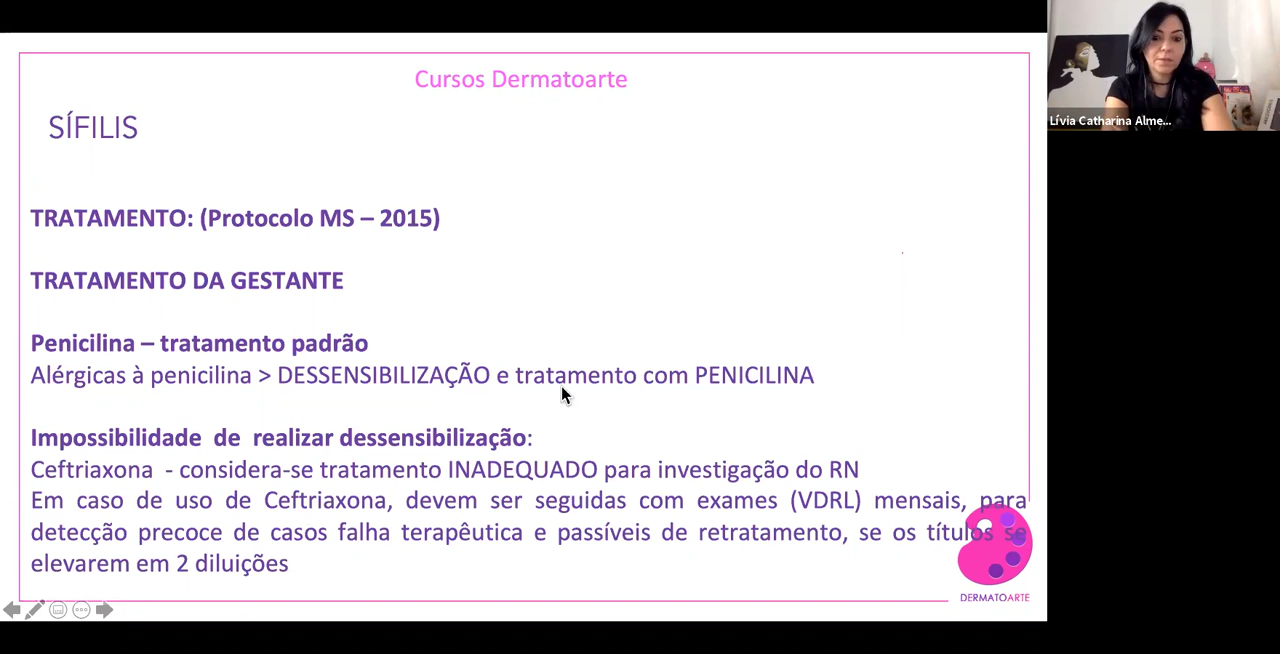 Cursos Dermatoarte
SÍFILIS
TRATAMENTO: (Protocolo MS – 2015)
TRATAMENTO DA GESTANTE
Penicilina – tratamento padrão
Alérgicas à penicilina > DESSENSIBILIZAÇÃO e tratamento com PENICILINA
Impossibilidade de realizar dessensibilização:
Ceftriaxona - considera-se tratamento INADEQUADO para investigação do RN
Em caso de uso de Ceftriaxona, devem ser seguidas com exames (VDRL) mensais, para
detecção precoce de casos falha terapêutica e passíveis de retratamento, se os títulos se
elevarem em 2 diluições
DERMATOARTE
Lívia Catharina Alme...